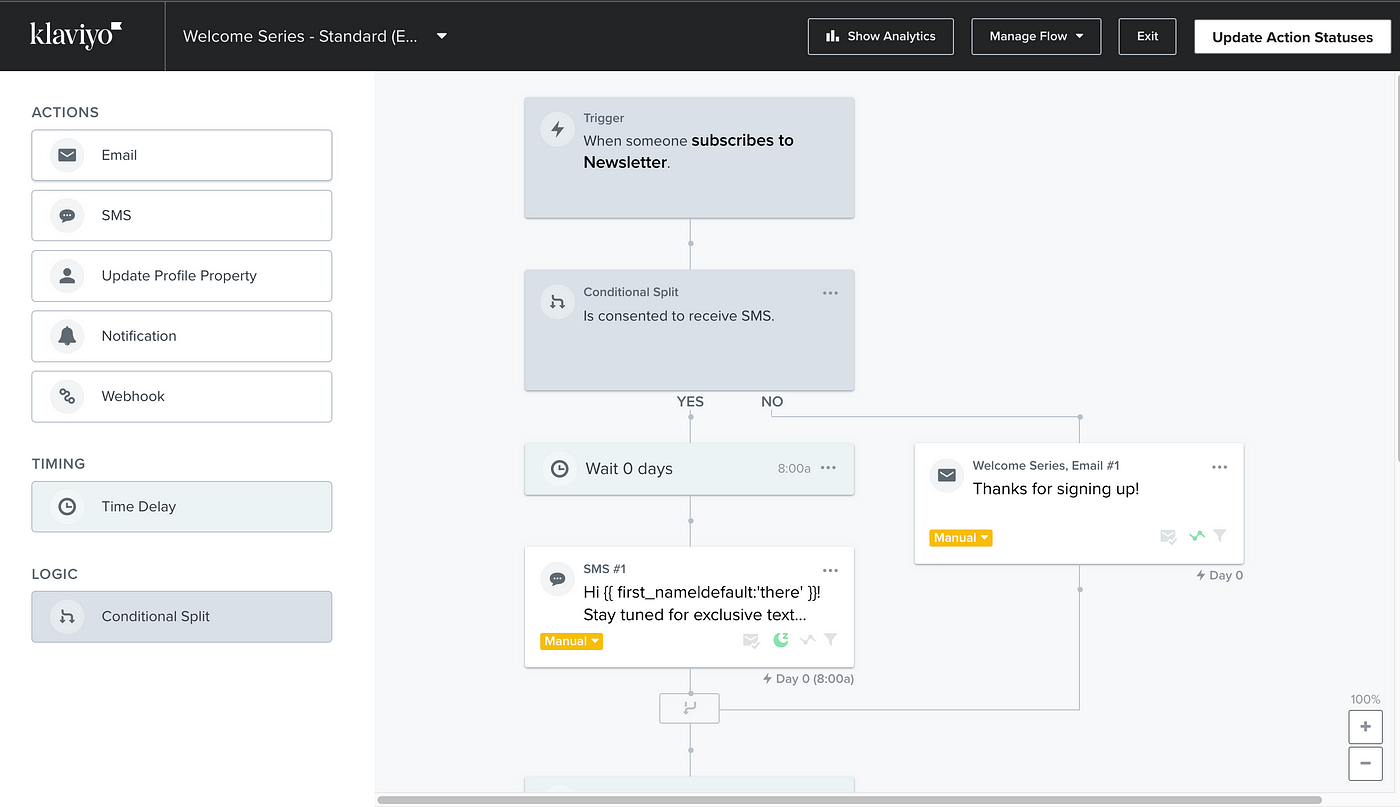 klaviyo
Welcome Series - Standard (E...
Show Analytics
Manage Flow
Exit
Update Action Statuses
ACTIONS
Email
SMS
Update Profile Property
Notification
Webhook
TIMING
Time Delay
LOGIC
Conditional Split
Trigger
When someone subscribes to
Newsletter.
Conditional Split
Is consented to receive SMS.
YES
NO
Wait 0 days
8:00a
Welcome Series, Email #1
Thanks for signing up!
Manual
Day 0
SMS #1
Hi {{ first_nameldefault:'there' }}!
Stay tuned for exclusive text...
Manual
Day 0 (8:00a)
100%